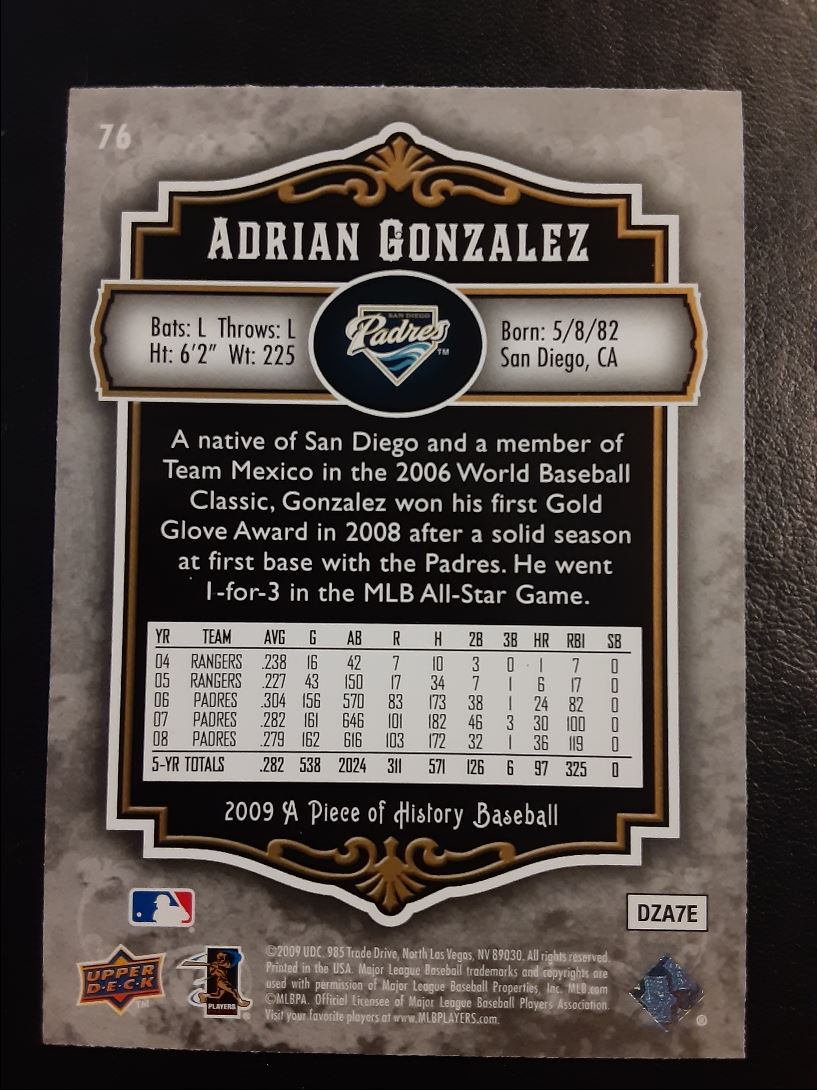 76
ADRIAN GONZALEZ
Bats: L Throws: L
Ht: 6'2" Wt: 225
SAN DIEGO
Padres
TM
Born: 5/8/82
San Diego, CA
A native of San Diego and a member of
Team Mexico in the 2006 World Baseball
Classic, Gonzalez won his first Gold
Glove Award in 2008 after a solid season
at first base with the Padres. He went
1-for-3 in the MLB All-Star Game.
YR TEAM AVG G AB R H 2B 3B HR RBI SB
04 RANGERS .238 16 42 7 10 3 0 1 7 0
05 RANGERS .227 43 150 17 34 7 1 6 17 0
06 PADRES .304 156 570 83 173 38 1 24 82 0
07 PADRES .282 161 646 101 182 46 3 30 100 0
08 PADRES .279 162 616 103 172 32 1 36 119 0
5-YR TOTALS .282 538 2024 311 571 126 6 97 325 0
2009 A Piece of History Baseball
DZA7E
UPPER
DECK
TM
PLAYERS
©2009 UDC. 985 Trade Drive, North Las Vegas, NV 89030. All rights reserved.
Printed in the USA. Major League Baseball trademarks and copyrights are
used with permission of Major League Baseball Properties, Inc. MLB.com
©MLBPA. Official Licensee of Major League Baseball Players Association.
Visit your favorite players at www.MLBPLAYERS.com.
®